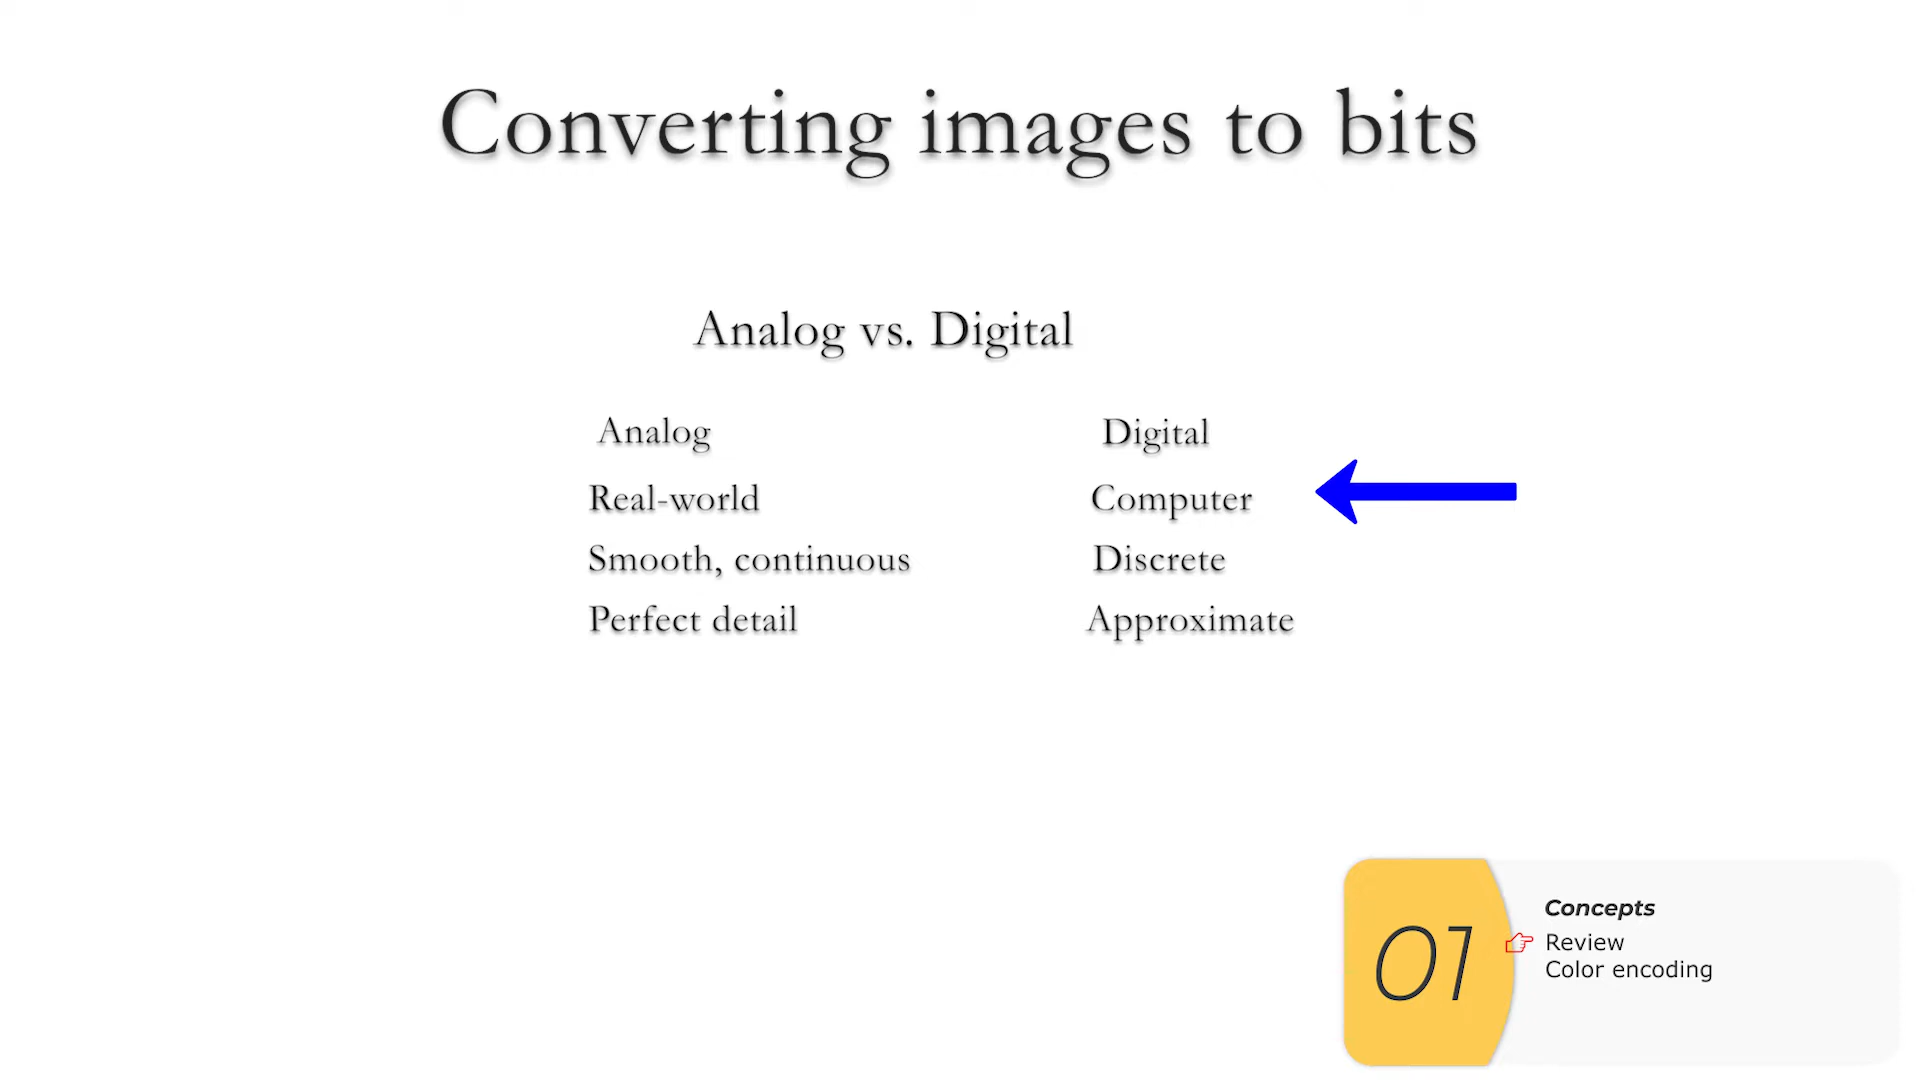 Converting images to bits
Analog vs. Digital
Analog Digital
Real-world Computer
Smooth, continuous Discrete
Perfect detail Approximate
01
Concepts
Review
Color encoding